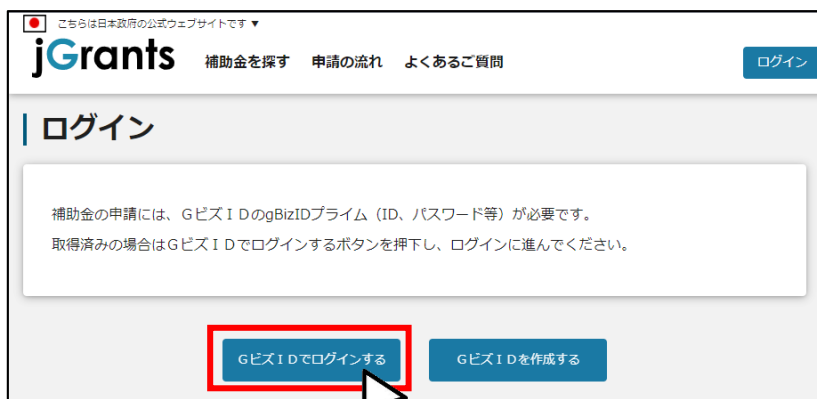 こちらは日本政府の公式ウェブサイトです ▼
jGrants 補助金を探す 申請の流れ よくあるご質問 ログイン
ログイン
補助金の申請には、GビズIDのgBizIDプライム（ID、パスワード等）が必要です。
取得済みの場合はGビズIDでログインするボタンを押下し、ログインに進んでください。
GビズIDでログインする GビズIDを作成する